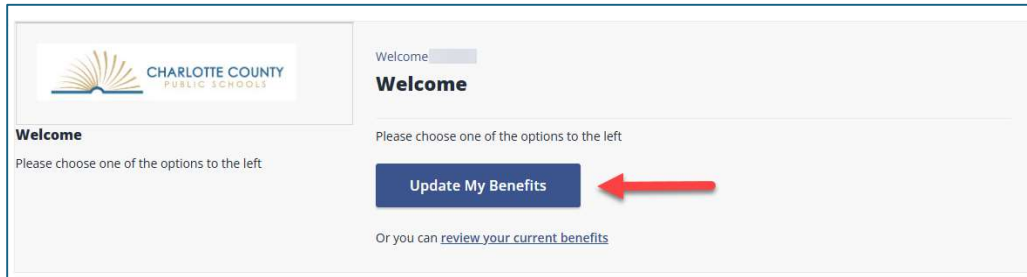 CHARLOTTE COUNTY
PUBLIC SCHOOLS
Welcome
Please choose one of the options to the left
Welcome
Welcome
Please choose one of the options to the left
Update My Benefits
Or you can review your current benefits